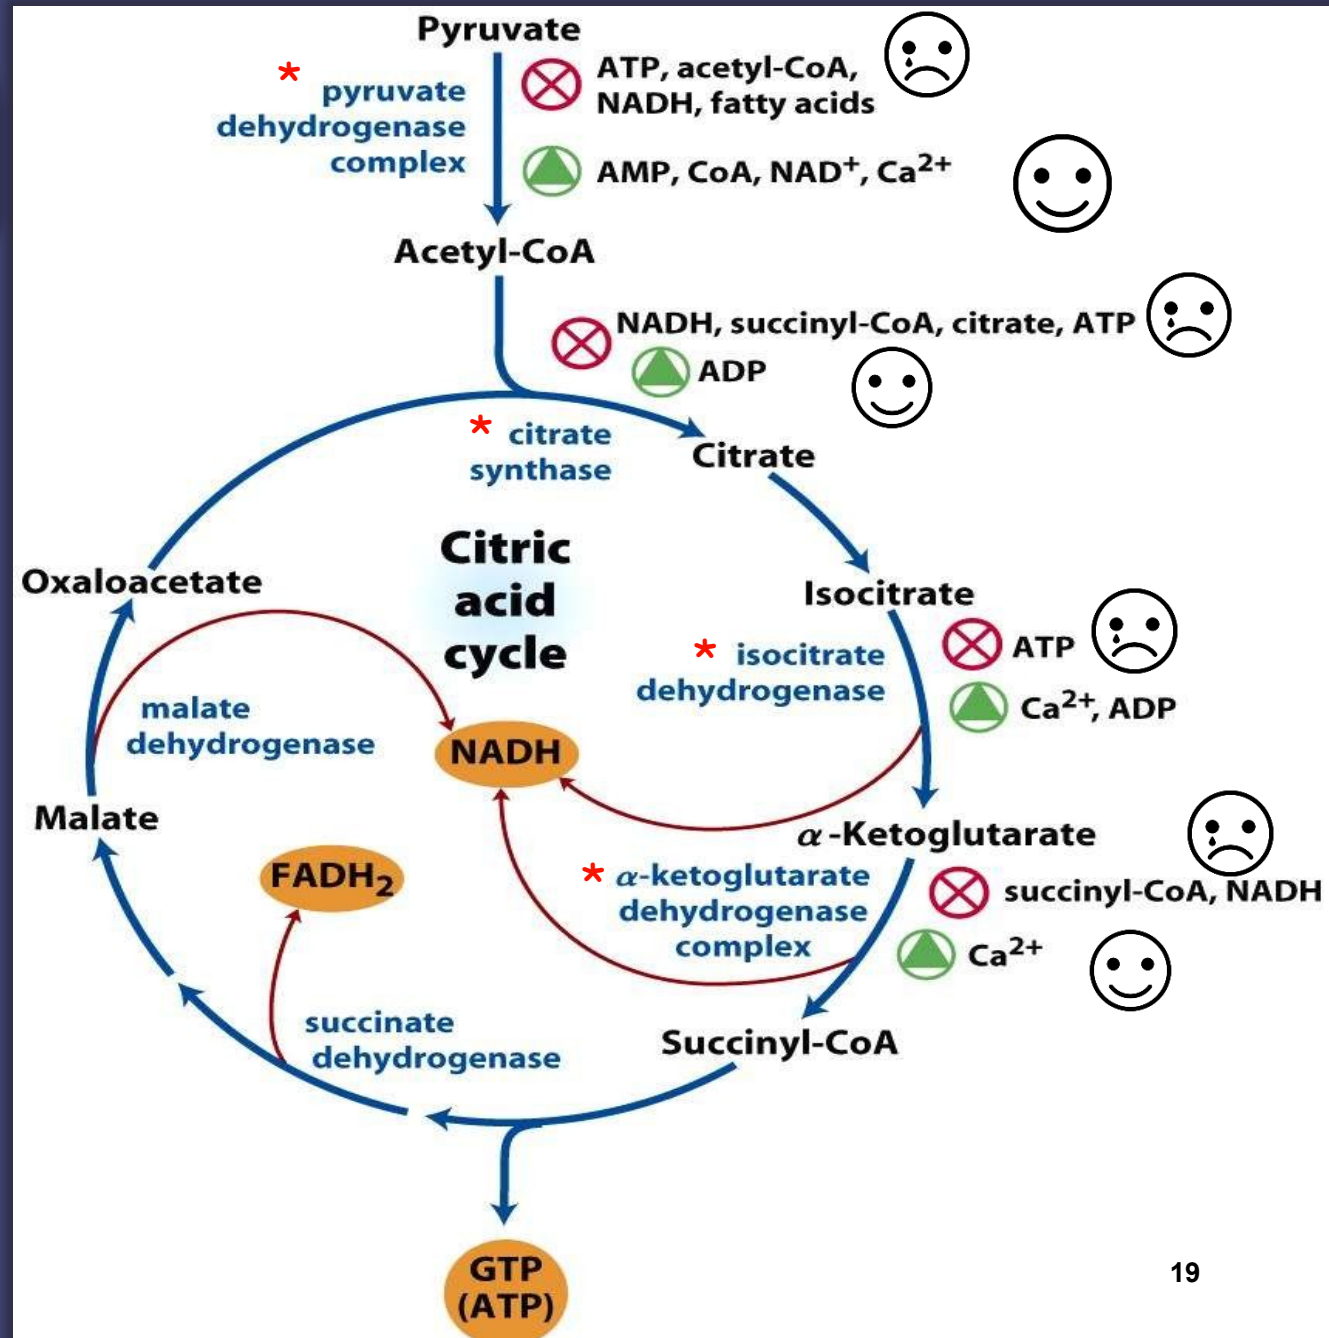 Pyruvate
* pyruvate
dehydrogenase
complex
ATP, acetyl-CoA,
NADH, fatty acids
AMP, CoA, NAD⁺, Ca²⁺
Acetyl-CoA
NADH, succinyl-CoA, citrate, ATP
ADP
* citrate
synthase
Citrate
Citric
acid
cycle
Oxaloacetate
Isocitrate
* isocitrate
dehydrogenase
ATP
Ca²⁺, ADP
malate
dehydrogenase
NADH
Malate
α-Ketoglutarate
FADH₂
* α-ketoglutarate
dehydrogenase
complex
succinyl-CoA, NADH
Ca²⁺
succinate
dehydrogenase
Succinyl-CoA
GTP
(ATP)
19